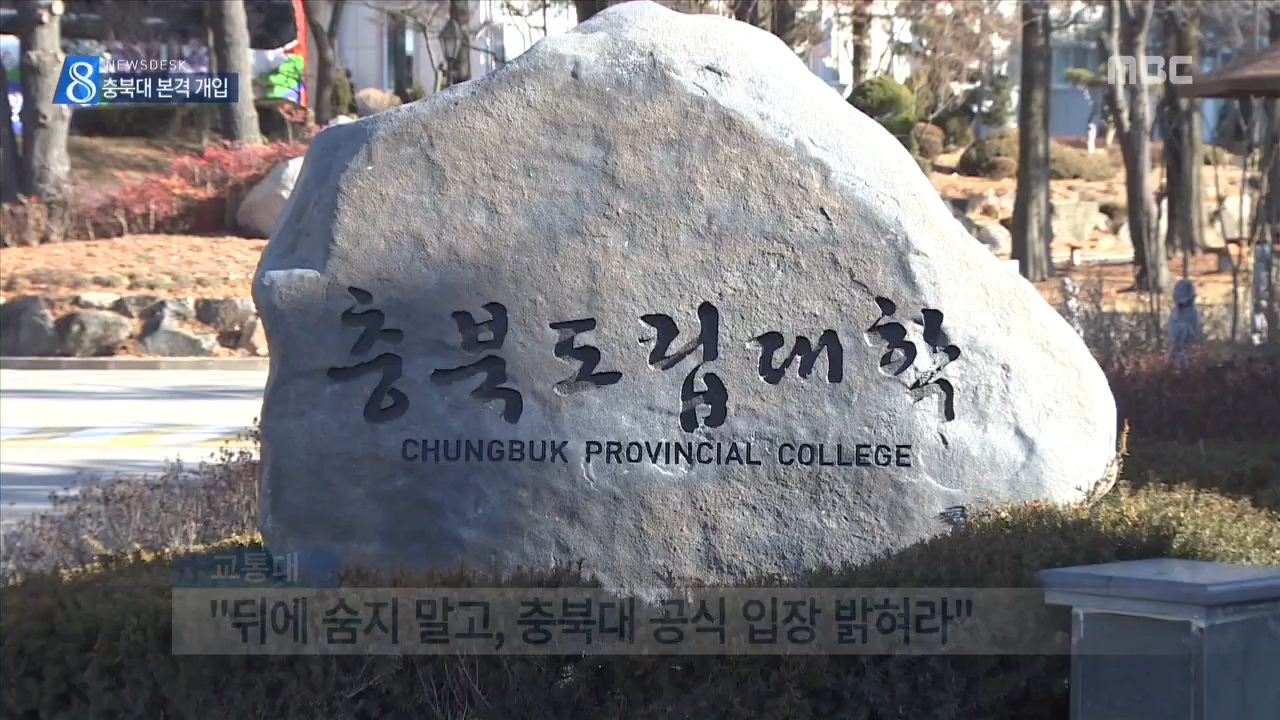 NEWSDESK
8 충북대 본격 개입
MBC
충북도립대학
CHUNGBUK PROVINCIAL COLLEGE
교통대
"뒤에 숨지 말고, 충북대 공식 입장 밝혀라"